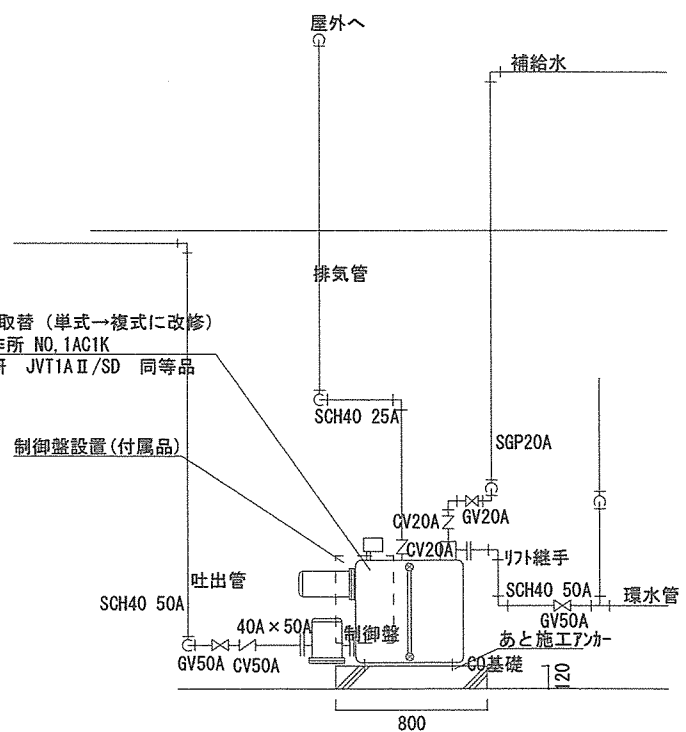 屋外へ
補給水
排気管
取替 (単式→複式に改修)
作所 NO,1AC1K
JVT1AⅡ/SD 同等品
SCH40 25A
制御盤設置(付属品)
SGP20A
CV20A
GV20A
CV20A
リフト継手
吐出管
SCH40 50A
SCH40 50A
環水管
GV50A
40A×50A
制御盤
あと施工アンカー
GV50A
CV50A
CO基礎
120
800